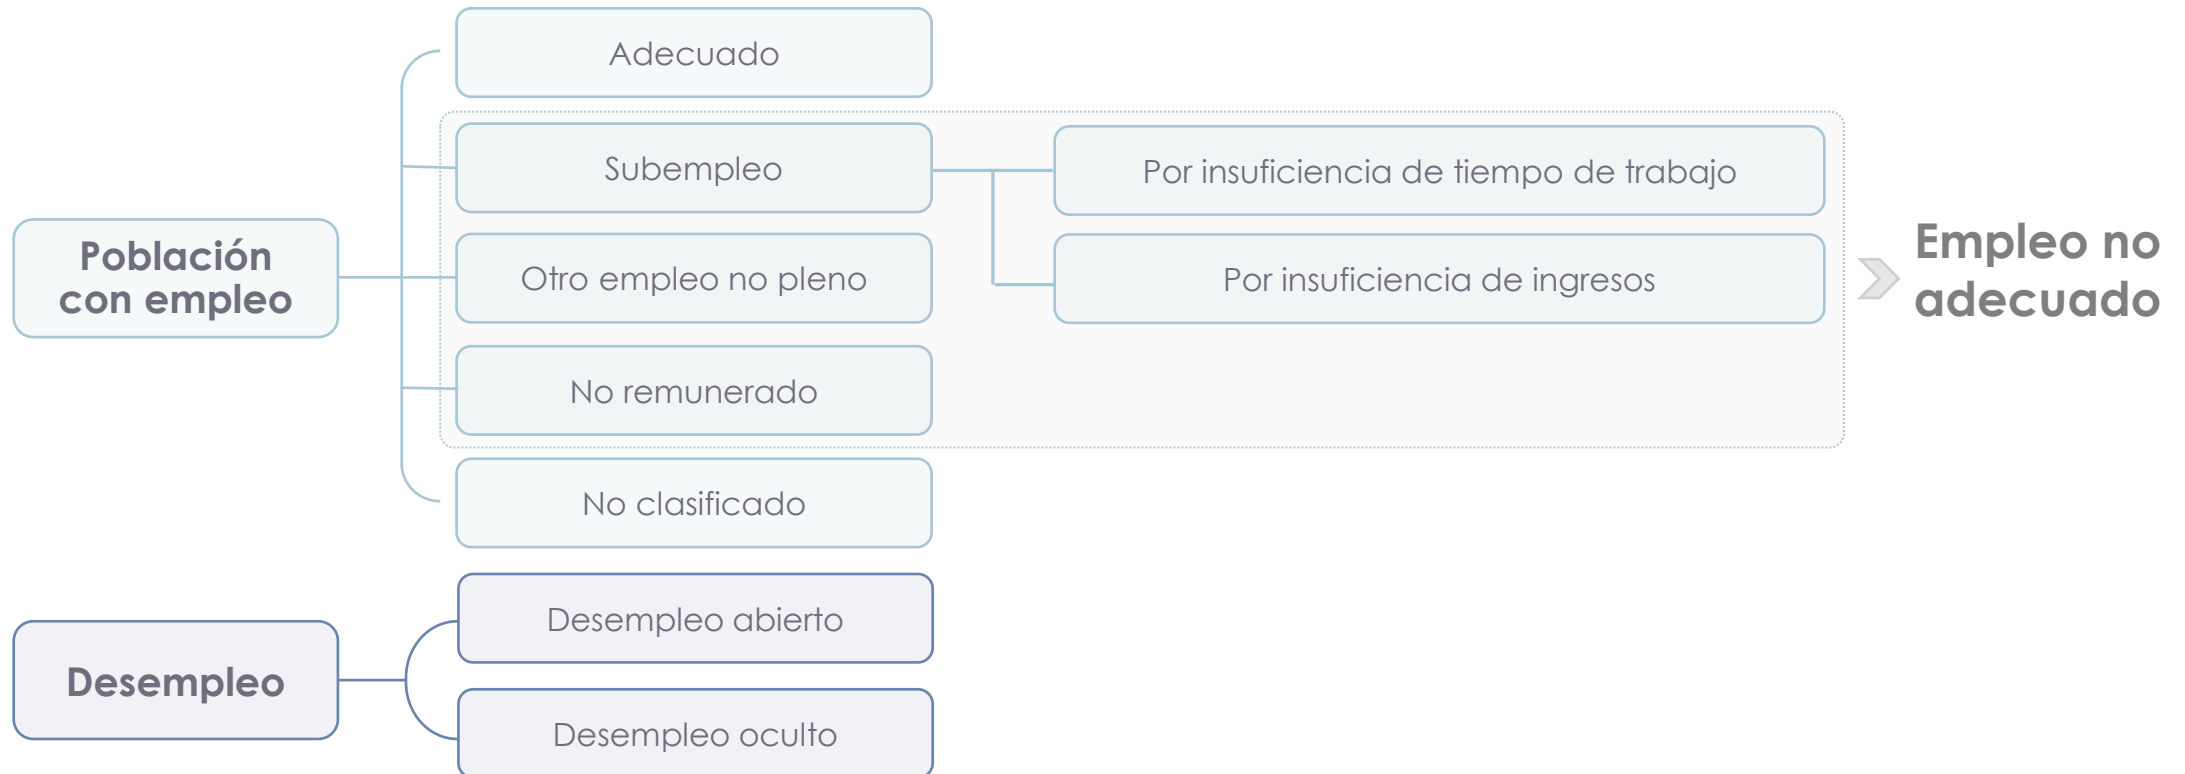 Adecuado
Subempleo
Por insuficiencia de tiempo de trabajo
Población
con empleo
Otro empleo no pleno
Por insuficiencia de ingresos
Empleo no
adecuado
No remunerado
No clasificado
Desempleo
Desempleo abierto
Desempleo oculto